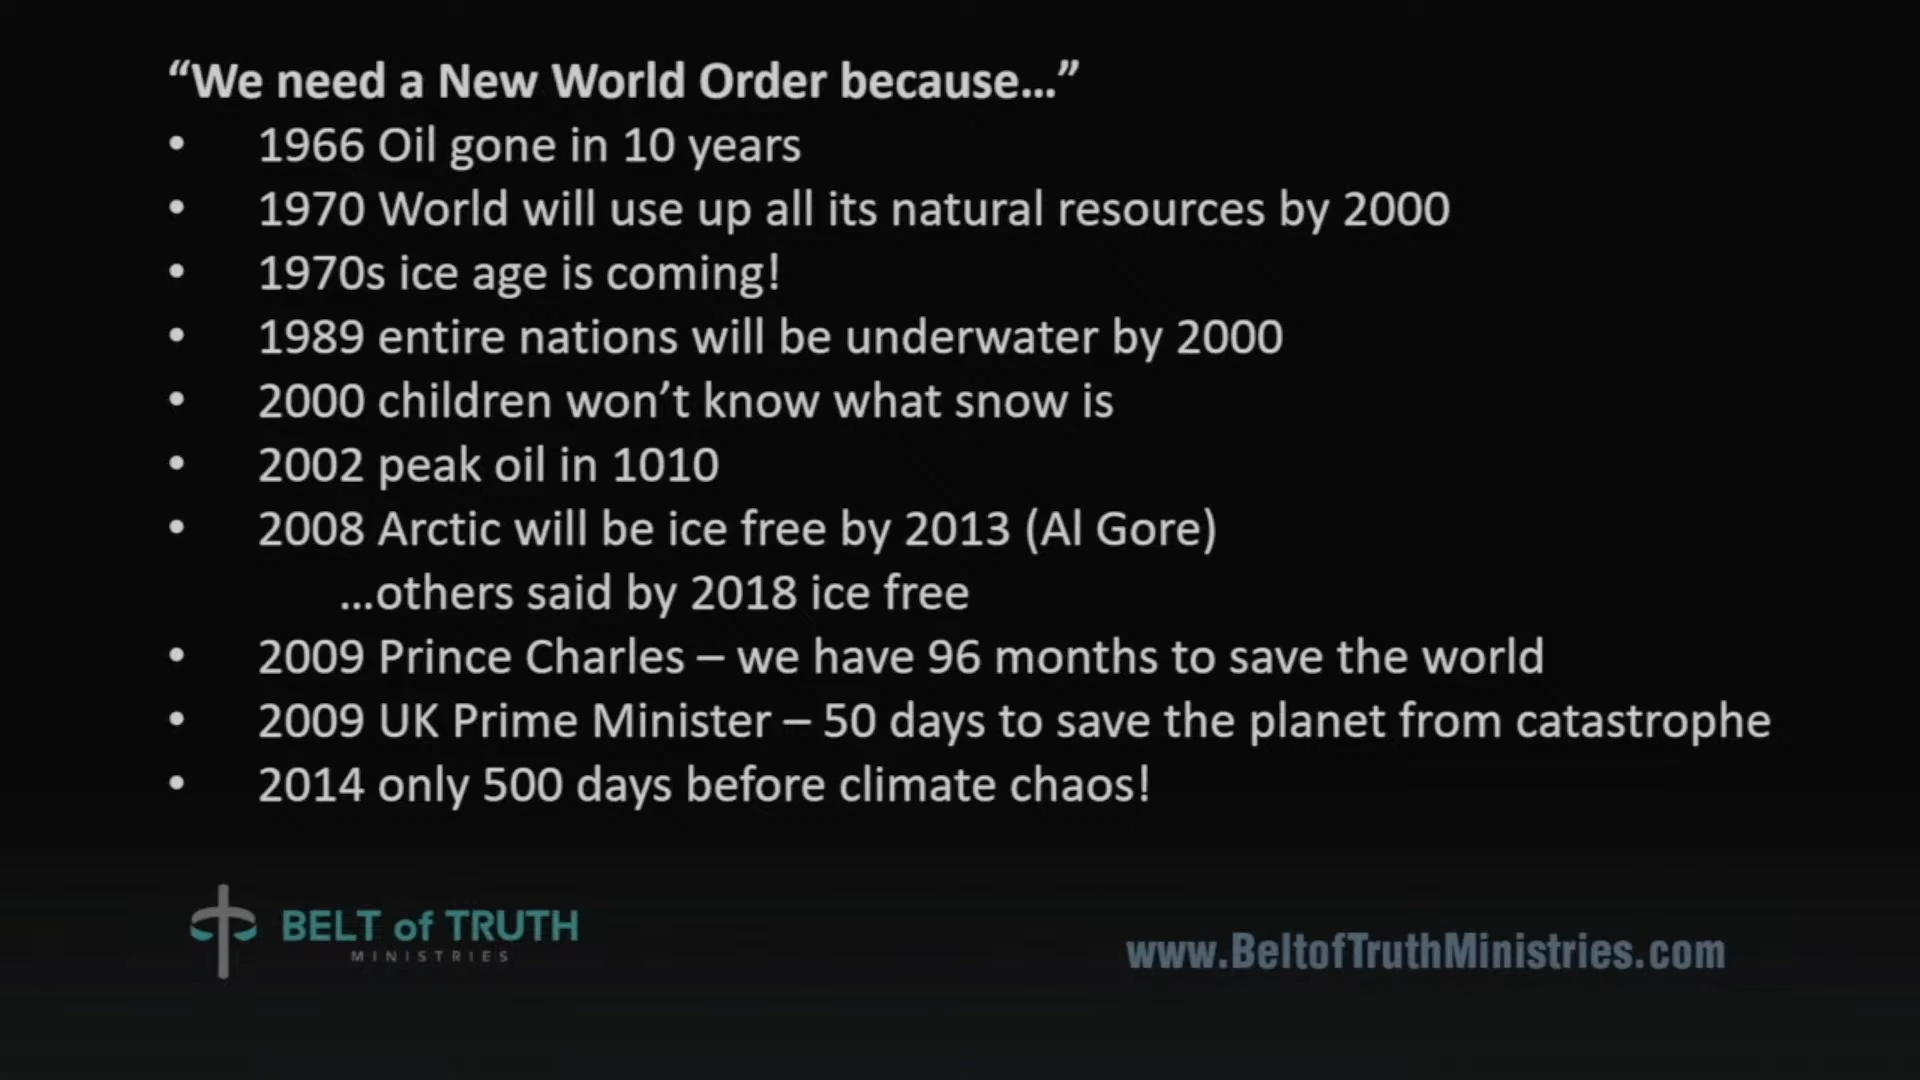 “We need a New World Order because...”
• 1966 Oil gone in 10 years
• 1970 World will use up all its natural resources by 2000
• 1970s ice age is coming!
• 1989 entire nations will be underwater by 2000
• 2000 children won’t know what snow is
• 2002 peak oil in 1010
• 2008 Arctic will be ice free by 2013 (Al Gore)
...others said by 2018 ice free
• 2009 Prince Charles – we have 96 months to save the world
• 2009 UK Prime Minister – 50 days to save the planet from catastrophe
• 2014 only 500 days before climate chaos!
BELT of TRUTH
MINISTRIES
www.BeltofTruthMinistries.com